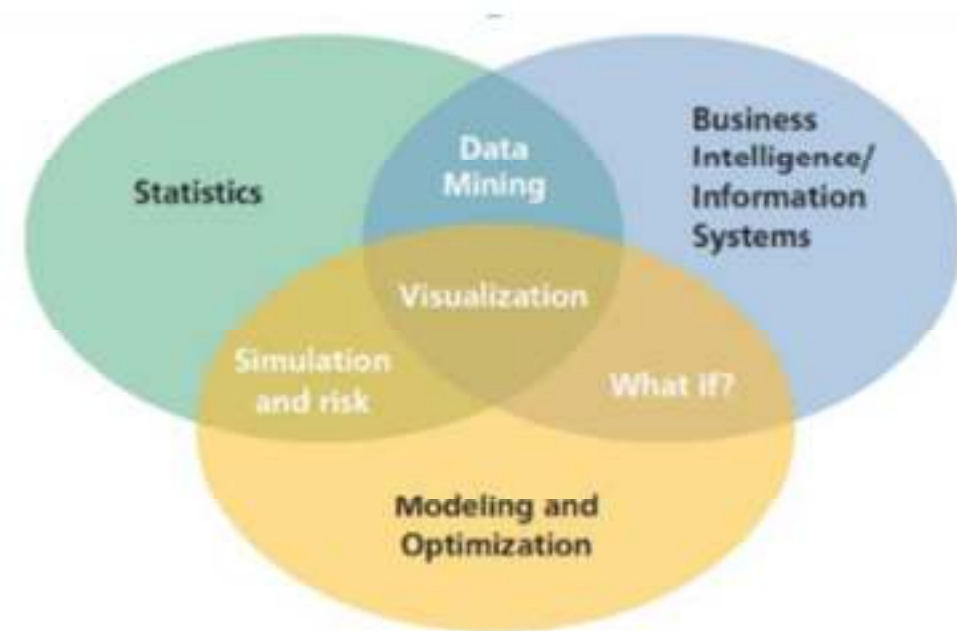 Statistics
Data
Mining
Business
Intelligence/
Information
Systems
Visualization
Simulation
and risk
What if?
Modeling and
Optimization